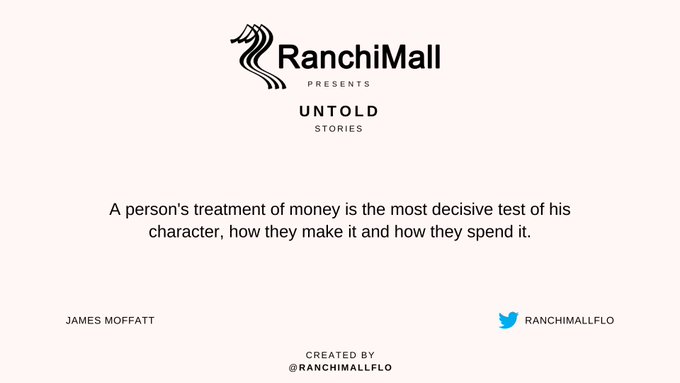 RanchiMall
PRESENTS
UNTOLD
STORIES
A person's treatment of money is the most decisive test of his
character, how they make it and how they spend it.
JAMES MOFFATT
RANCHIMALLFLO
CREATED BY
@RANCHIMALLFLO